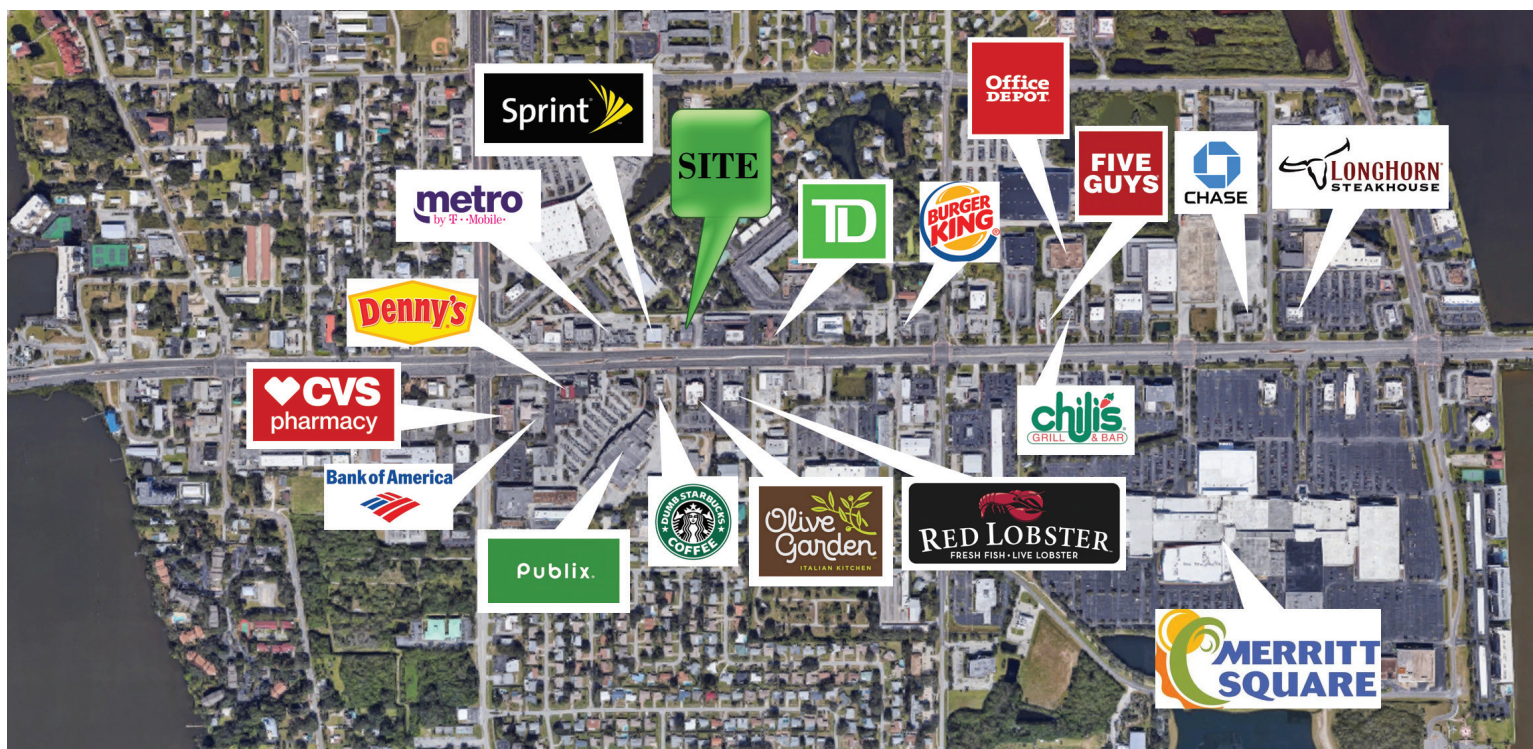 Sprint
SITE
Office
DEPOT
FIVE
GUYS
CHASE
LONGHORN
STEAKHOUSE
metro
by T··Mobile·
TD
BURGER
KING
Denny's
CVS
pharmacy
chili's
GRILL & BAR
Bank of America
Publix.
DUMB STARBUCKS
COFFEE
Olive
Garden
ITALIAN KITCHEN
RED LOBSTER
FRESH FISH • LIVE LOBSTER
MERRITT
SQUARE